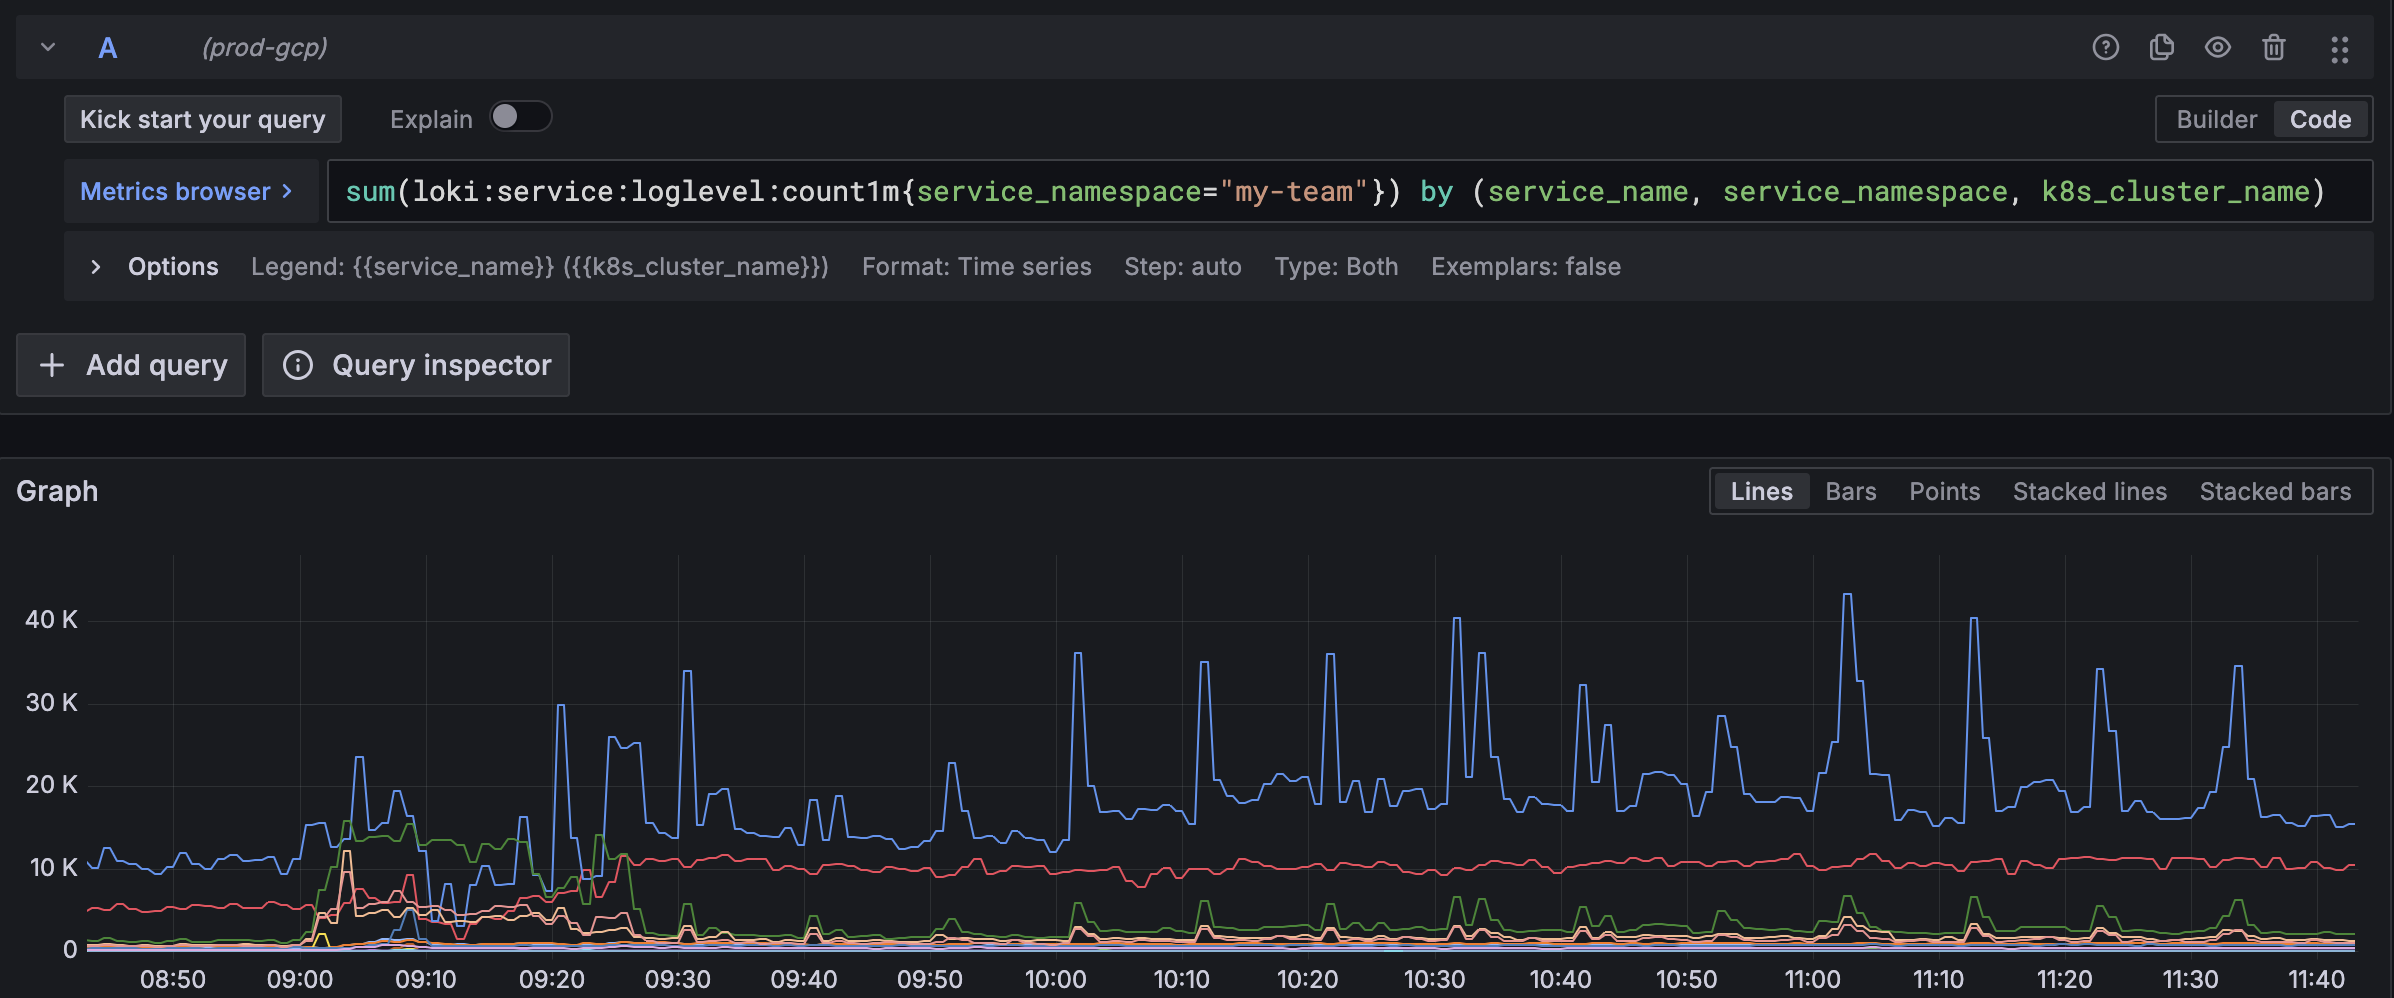 A (prod-gcp)
Kick start your query Explain Builder Code
Metrics browser > sum(loki:service:loglevel:count1m{service_namespace="my-team"}) by (service_name, service_namespace, k8s_cluster_name)
Options Legend: {{service_name}} ({{k8s_cluster_name}}) Format: Time series Step: auto Type: Both Exemplars: false
+ Add query Query inspector
Graph Lines Bars Points Stacked lines Stacked bars
40 K
30 K
20 K
10 K
0
08:50 09:00 09:10 09:20 09:30 09:40 09:50 10:00 10:10 10:20 10:30 10:40 10:50 11:00 11:10 11:20 11:30 11:40